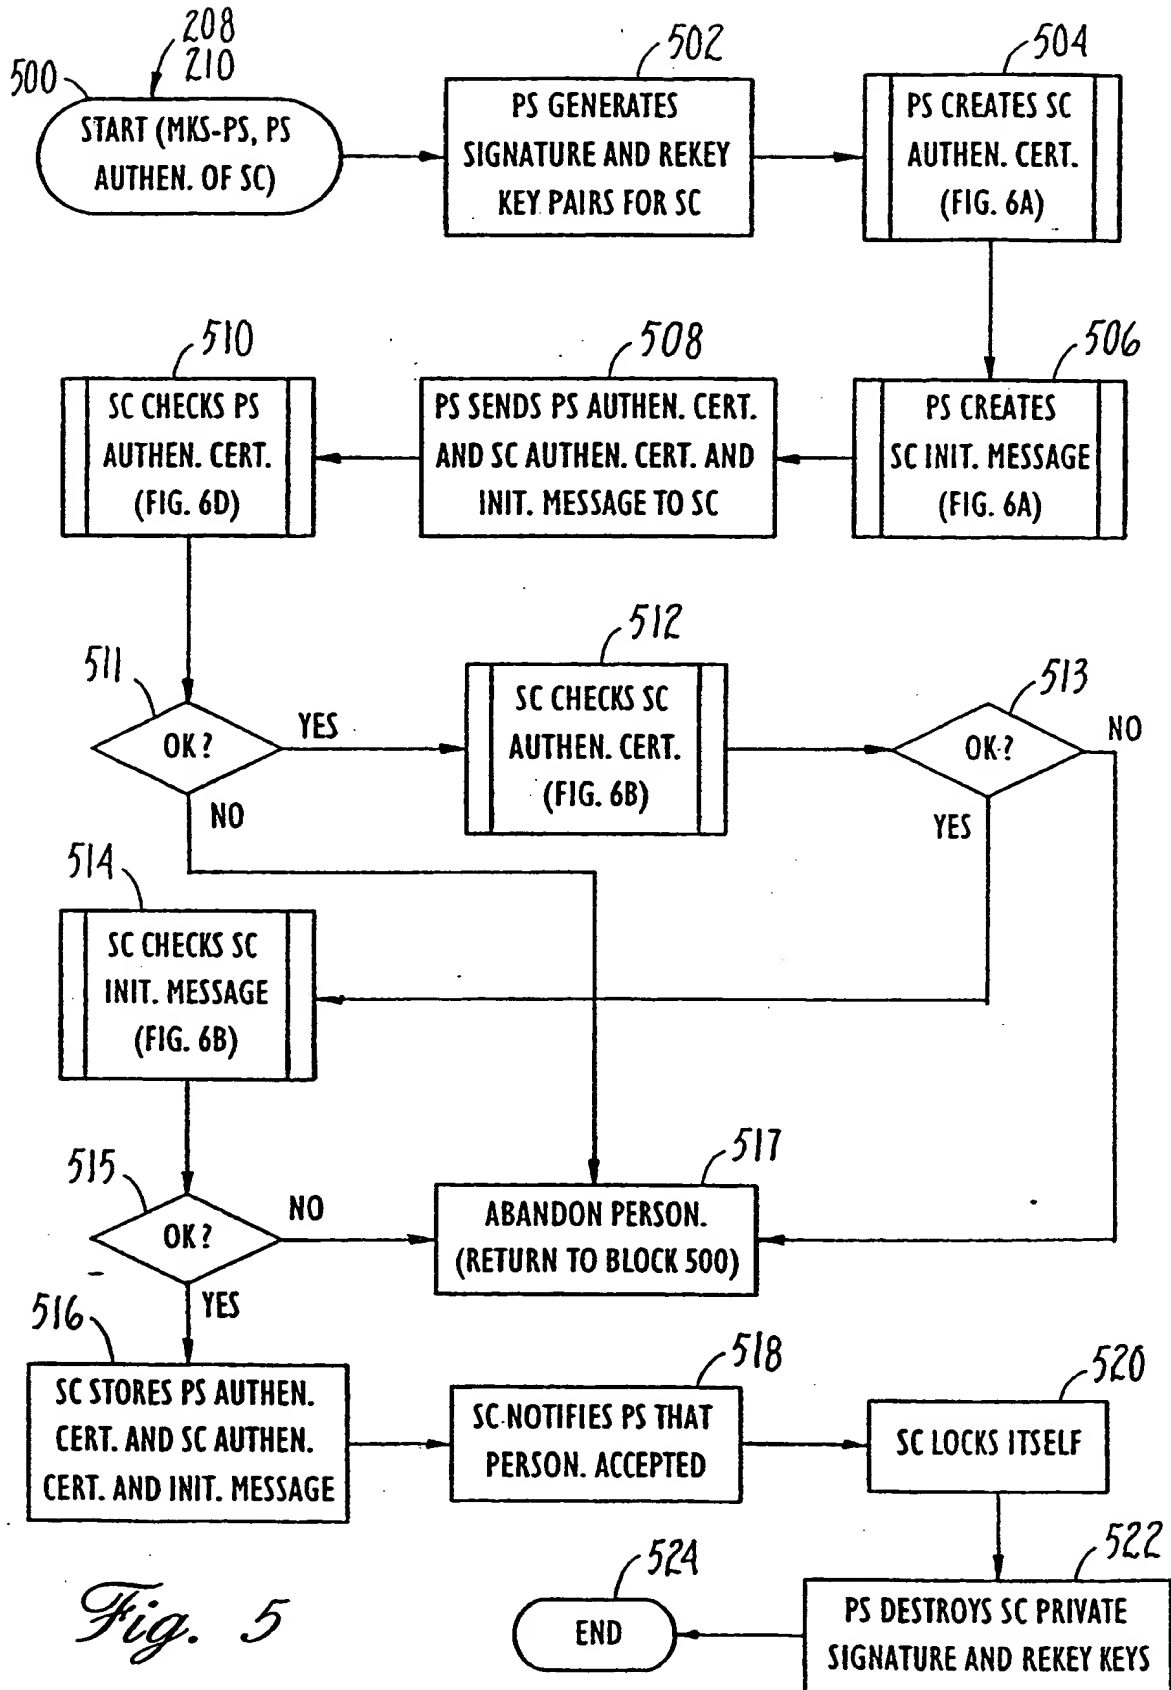 208
210
500
START (MKS-PS, PS
AUTHEN. OF SC)
502
PS GENERATES
SIGNATURE AND REKEY
KEY PAIRS FOR SC
504
PS CREATES SC
AUTHEN. CERT.
(FIG. 6A)
510
SC CHECKS PS
AUTHEN. CERT.
(FIG. 6D)
508
PS SENDS PS AUTHEN. CERT.
AND SC AUTHEN. CERT. AND
INIT. MESSAGE TO SC
506
PS CREATES
SC INIT. MESSAGE
(FIG. 6A)
511
OK?
YES
NO
512
SC CHECKS SC
AUTHEN. CERT.
(FIG. 6B)
513
OK?
NO
YES
514
SC CHECKS SC
INIT. MESSAGE
(FIG. 6B)
515
OK?
NO
YES
517
ABANDON PERSON.
(RETURN TO BLOCK 500)
516
SC STORES PS AUTHEN.
CERT. AND SC AUTHEN.
CERT. AND INIT. MESSAGE
518
SC NOTIFIES PS THAT
PERSON. ACCEPTED
520
SC LOCKS ITSELF
522
PS DESTROYS SC PRIVATE
SIGNATURE AND REKEY KEYS
524
END
Fig. 5